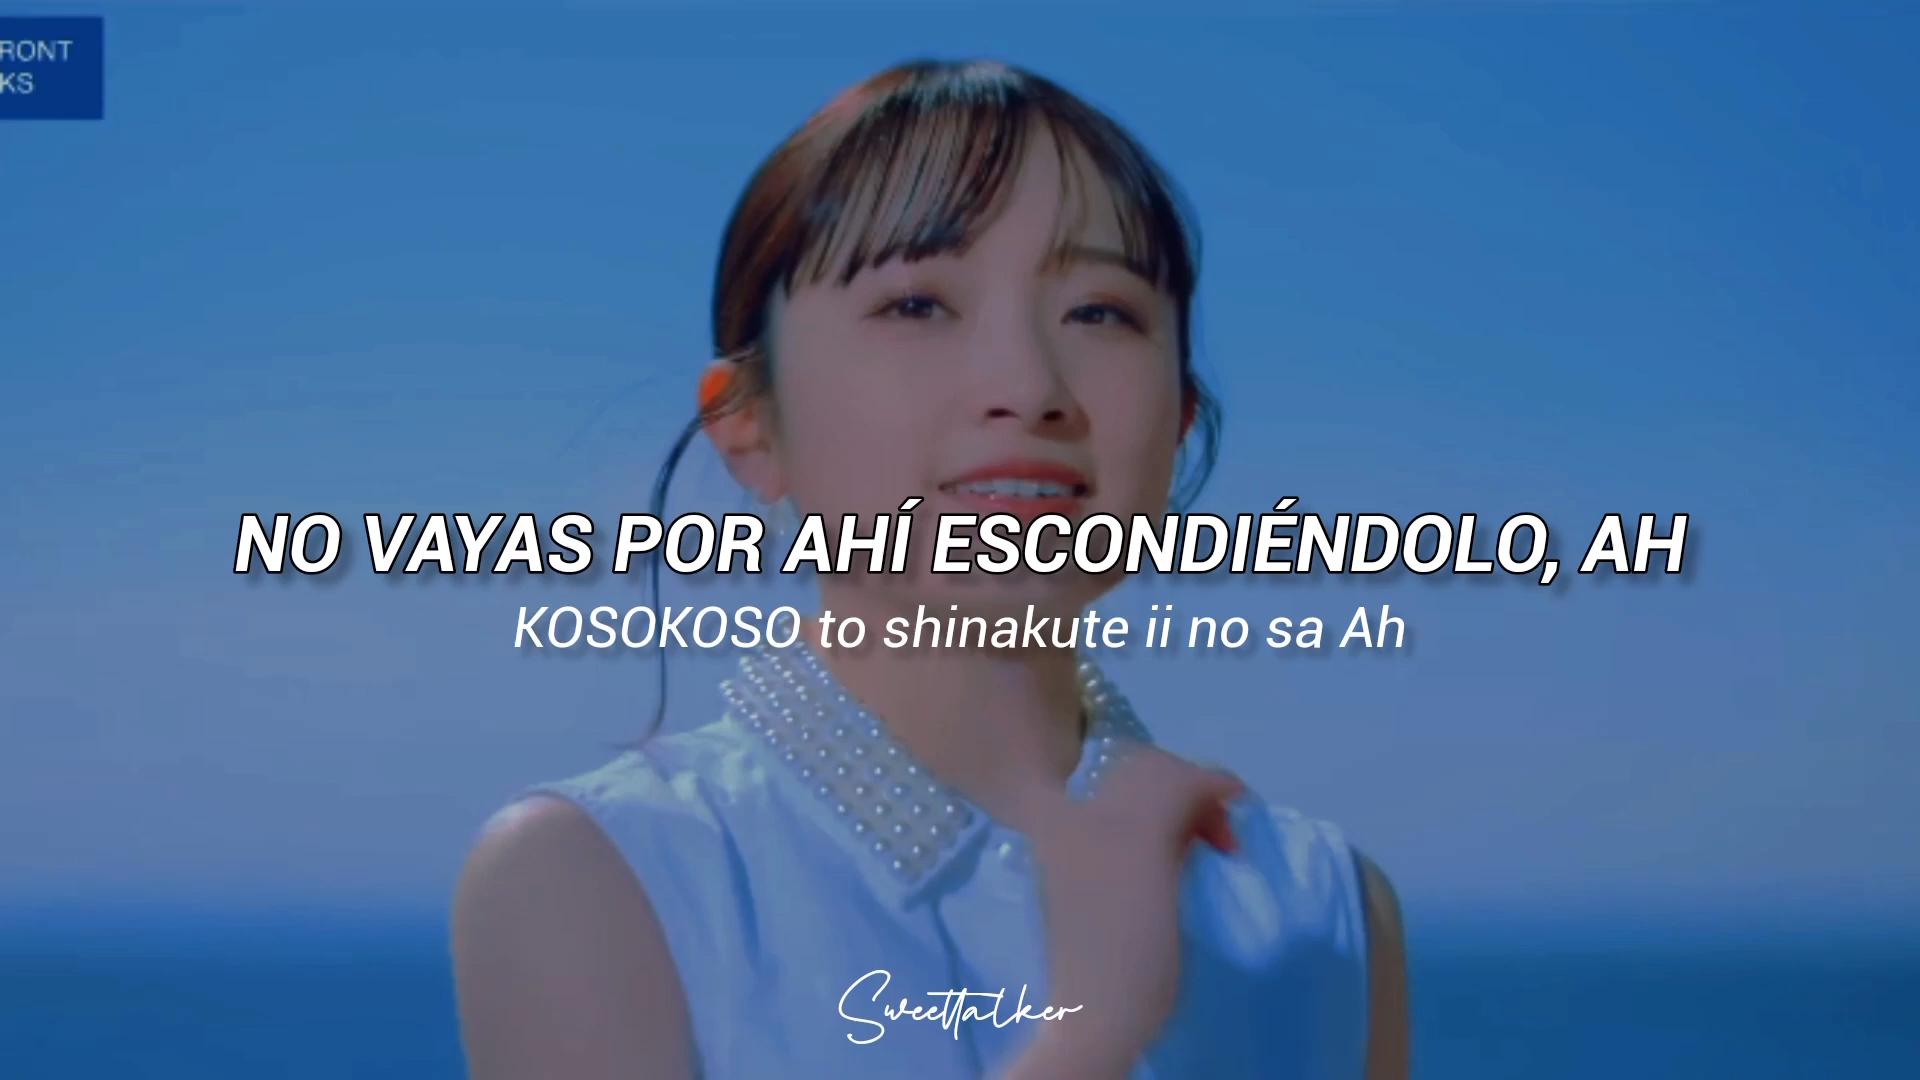 RONT
KS
NO VAYAS POR AHÍ ESCONDIÉNDOLO, AH
KOSOKOSO to shinakute ii no sa Ah
Sweettalker